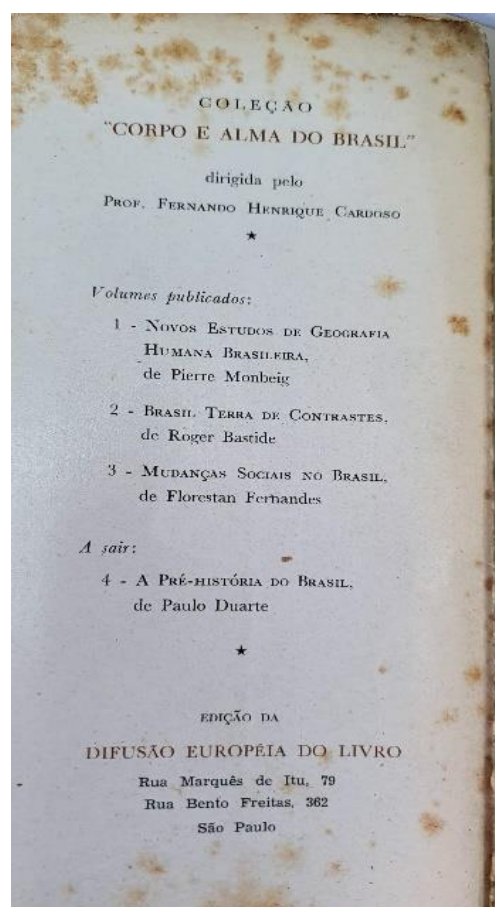 COLEÇÃO
"CORPO E ALMA DO BRASIL"
dirigida pelo
PROF. FERNANDO HENRIQUE CARDOSO
★
Volumes publicados:
1 - NOVOS ESTUDOS DE GEOGRAFIA
HUMANA BRASILEIRA,
de Pierre Monbeig
2 - BRASIL TERRA DE CONTRASTES,
de Roger Bastide
3 - MUDANÇAS SOCIAIS NO BRASIL,
de Florestan Fernandes
A sair:
4 - A PRÉ-HISTÓRIA DO BRASIL,
de Paulo Duarte
★
EDIÇÃO DA
DIFUSÃO EUROPÉIA DO LIVRO
Rua Marquês de Itu, 79
Rua Bento Freitas, 362
São Paulo